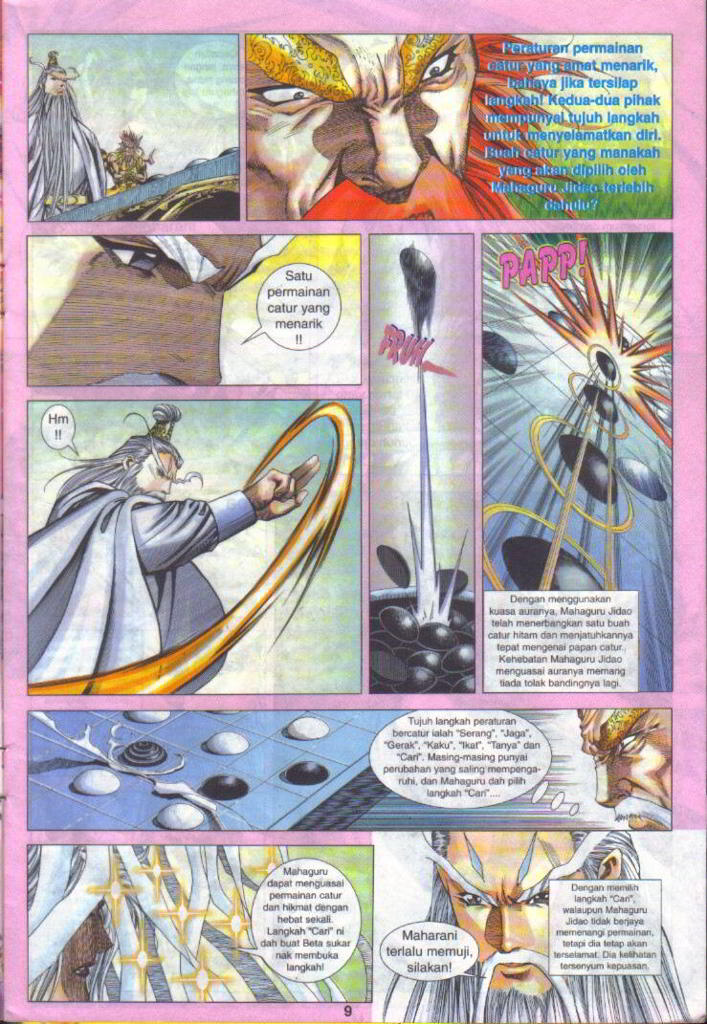 Peraturan permainan
catur yang amat menarik,
bahaya jika tersilap
langkah! Kedua-dua pihak
mempunyai tujuh langkah
untuk menyelamatkan diri.
Buah catur yang manakah
yang akan dipilih oleh
Mahaguru Jidao terlebih
dahulu?
Satu
permainan
catur yang
menarik
!!
PRUH
PAPP!
Hm
!!
Dengan menggunakan
kuasa auranya, Mahaguru Jidao
telah menerbangkan satu buah
catur hitam dan menjatuhkannya
tepat mengenai papan catur.
Kehebatan Mahaguru Jidao
menguasai auranya memang
tiada tolak bandingnya lagi.
Tujuh langkah peraturan
bercatur ialah "Serang", "Jaga",
"Gerak", "Kaku", "Ikat", "Tanya" dan
"Cari". Masing-masing punyai
perubahan yang saling mempenga-
ruhi, dan Mahaguru dah pilih
langkah "Cari"....
Mahaguru
dapat menguasai
permainan catur
dan hikmat dengan
hebat sekali.
Langkah "Cari" ni
dah buat Beta sukar
nak membuka
langkah!
Maharani
terlalu memuji,
silakan!
Dengan memilih
langkah "Cari",
walaupun Mahaguru
Jidao tidak berjaya
memenangi permainan,
tetapi dia tetap akan
terselamat. Dia kelihatan
tersenyum kepuasan.
9